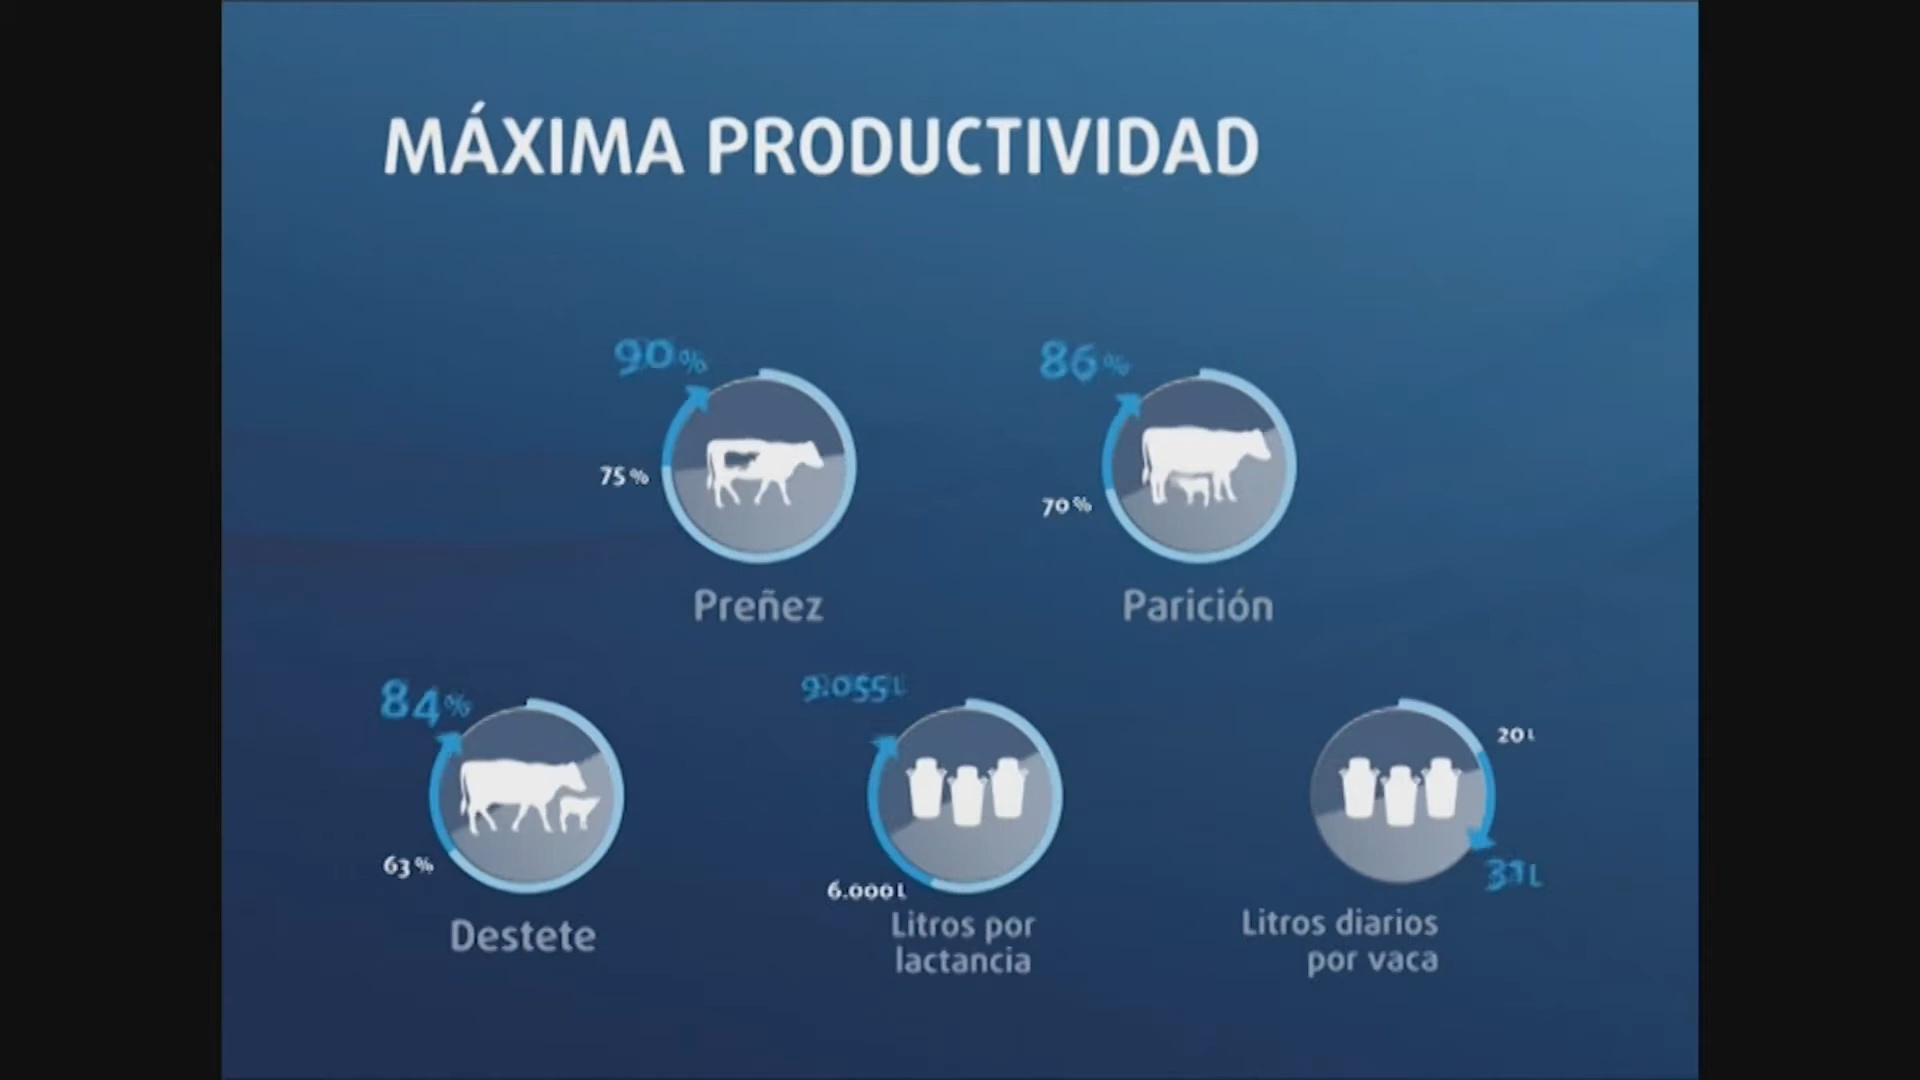 MÁXIMA PRODUCTIVIDAD
90%
75%
Preñez
86%
70%
Parición
84%
63%
Destete
9.055 L
6.000 L
Litros por
lactancia
20 L
31 L
Litros diarios
por vaca